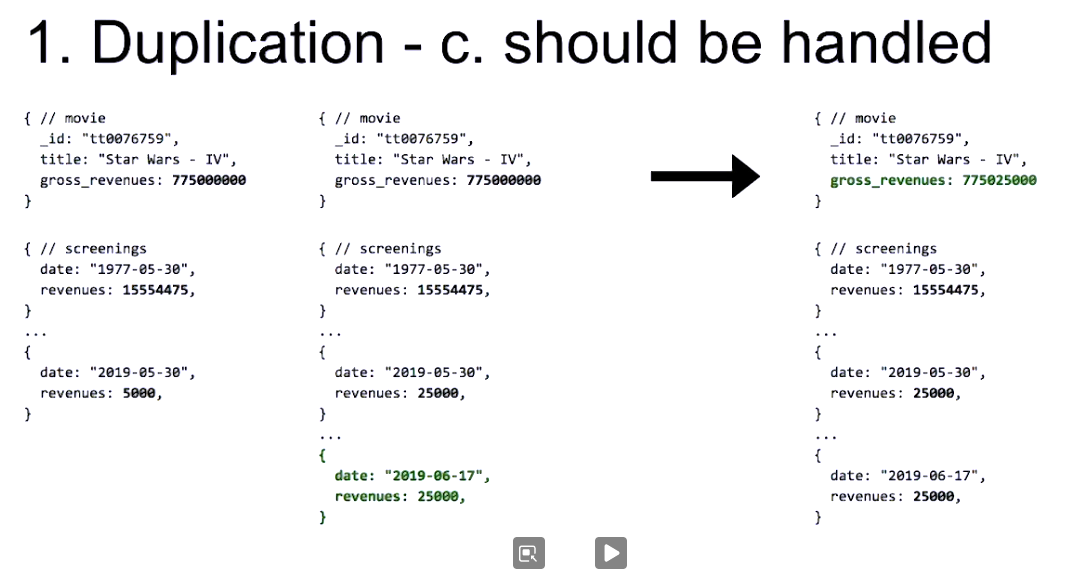 1. Duplication - c. should be handled
{ // movie
_id: "tt0076759",
title: "Star Wars - IV",
gross_revenues: 775000000
}
{ // screenings
date: "1977-05-30",
revenues: 15554475,
}
...
{
date: "2019-05-30",
revenues: 5000,
}
{ // movie
_id: "tt0076759",
title: "Star Wars - IV",
gross_revenues: 775000000
}
{ // screenings
date: "1977-05-30",
revenues: 15554475,
}
...
{
date: "2019-05-30",
revenues: 25000,
}
...
{
date: "2019-06-17",
revenues: 25000,
}
{ // movie
_id: "tt0076759",
title: "Star Wars - IV",
gross_revenues: 775025000
}
{ // screenings
date: "1977-05-30",
revenues: 15554475,
}
...
{
date: "2019-05-30",
revenues: 25000,
}
...
{
date: "2019-06-17",
revenues: 25000,
}